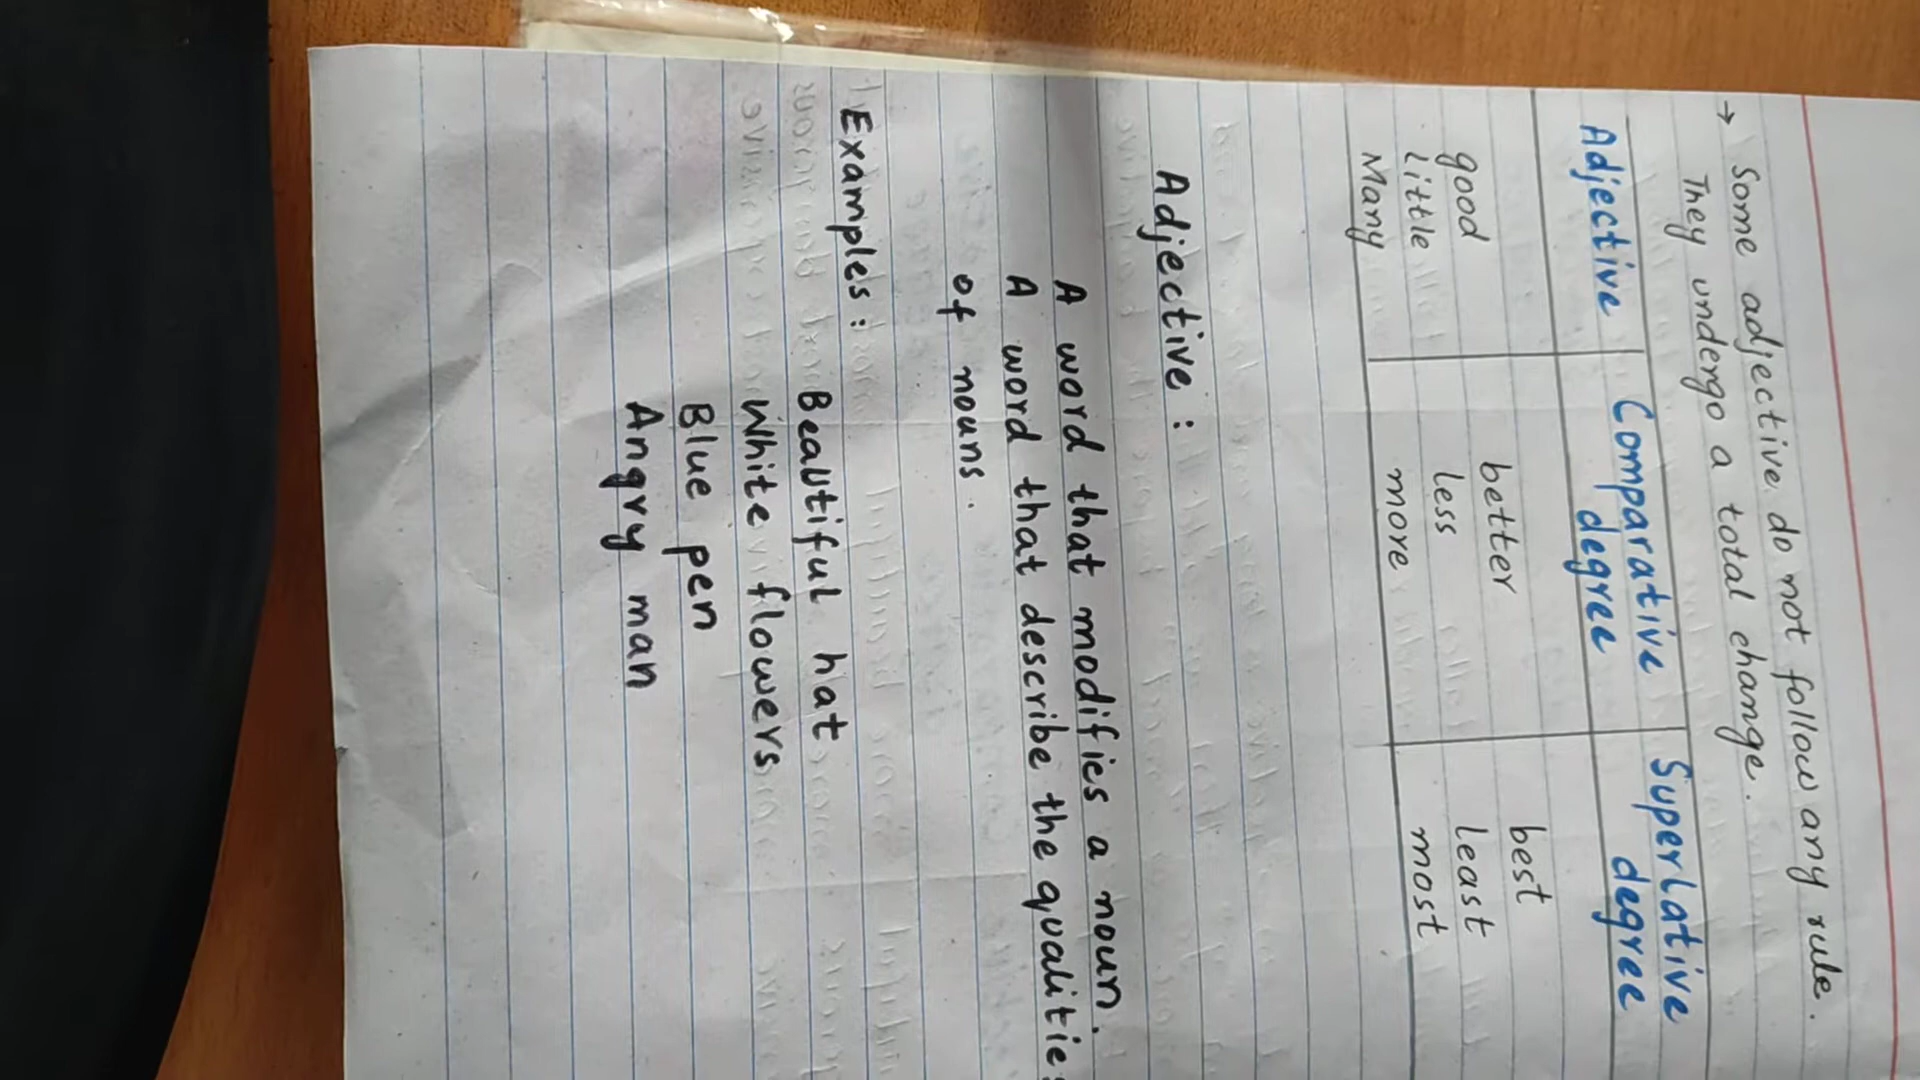 → Some adjective do not follow any rule.
They undergo a total change.
Adjective Comparative degree Superlative degree
good better best
little less least
Many more most
Adjective :
A word that modifies a noun.
A word that describe the qualities
of nouns.
Examples : Beautiful hat
White flowers
Blue pen
Angry man